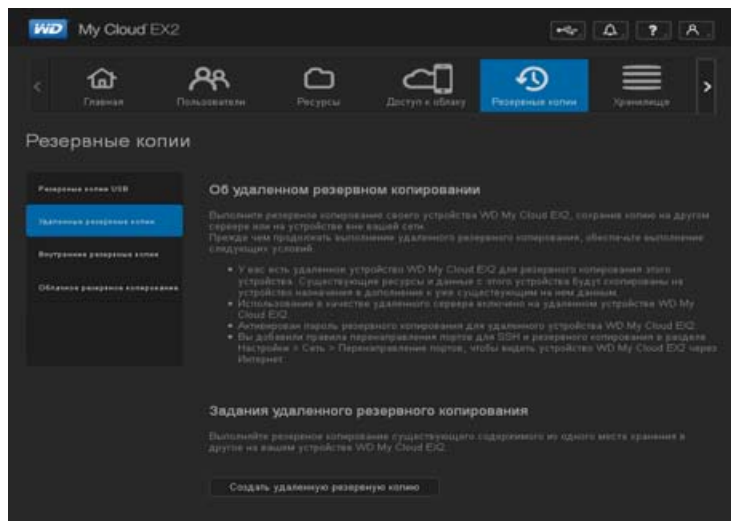 WD My Cloud EX2
?
Главная
Пользователи
Ресурсы
Доступ к облаку
Резервные копии
Хранилище
Резервные копии
Резервные копии USB
Удаленные резервные копии
Внутренние резервные копии
Облачное резервное копирование
Об удаленном резервном копировании
Выполните резервное копирование своего устройства WD My Cloud EX2, сохранив копию на другом
сервере или на устройстве вне вашей сети.
Прежде чем продолжать выполнение удаленного резервного копирования, обеспечьте выполнение
следующих условий.
• У вас есть удаленное устройство WD My Cloud EX2 для резервного копирования этого
устройства. Существующие ресурсы и данные с этого устройства будут скопированы на
устройство назначения в дополнение к уже существующим на нем данным.
• Использование в качестве удаленного сервера включено на удаленном устройстве WD My
Cloud EX2.
• Активирован пароль резервного копирования для удаленного устройства WD My Cloud EX2.
• Вы добавили правила перенаправления портов для SSH и резервного копирования в разделе
Настройки > Сеть > Перенаправление портов, чтобы видеть устройство WD My Cloud EX2 через
Интернет.
Задания удаленного резервного копирования
Выполняйте резервное копирование существующего содержимого из одного места хранения в
другое на вашем устройстве WD My Cloud EX2.
Создать удаленную резервную копию